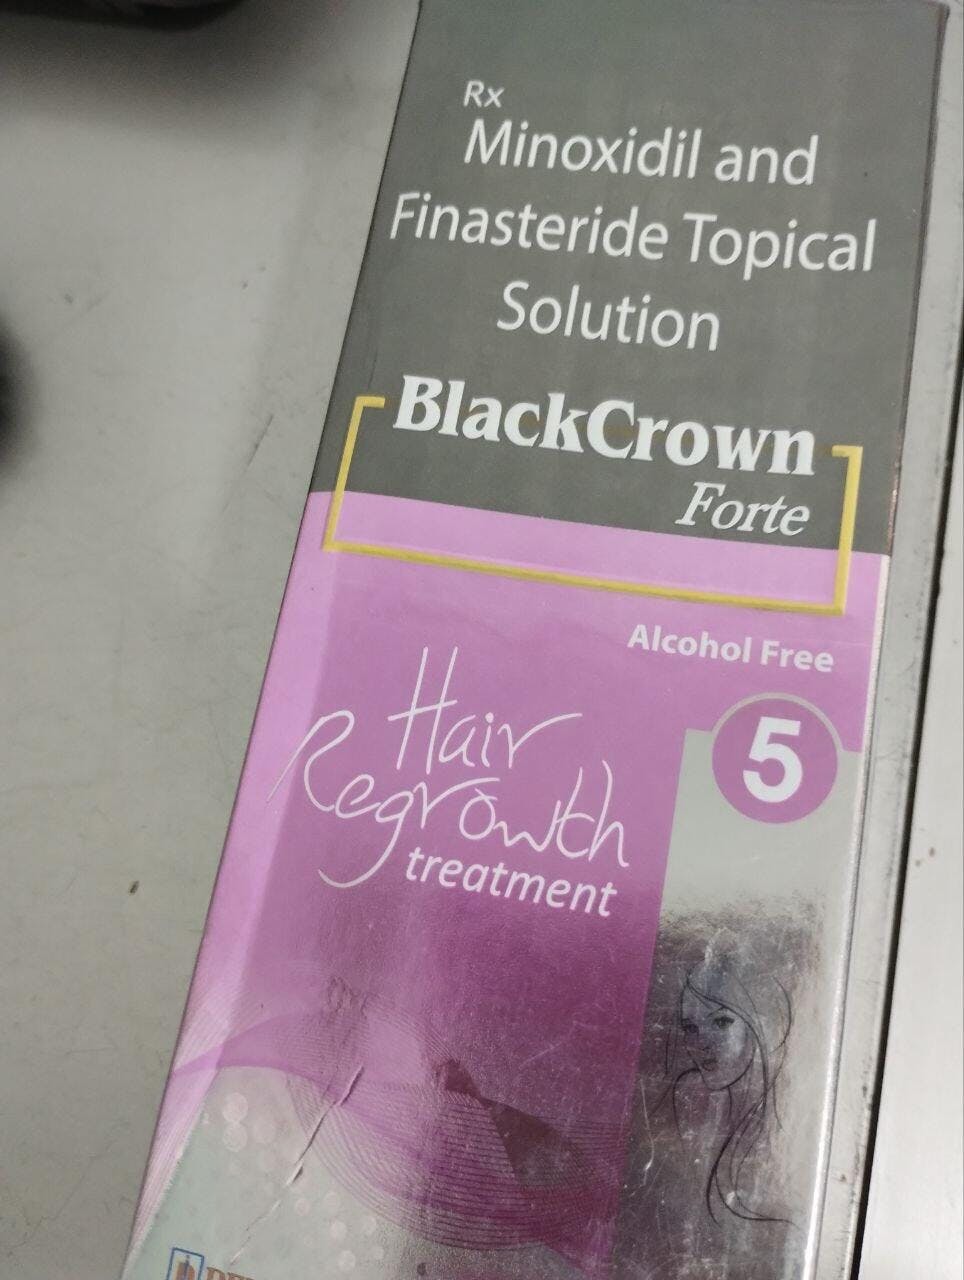 Rx
Minoxidil and
Finasteride Topical
Solution
BlackCrown
Forte
Alcohol Free
5
Hair
Regrowth
treatment